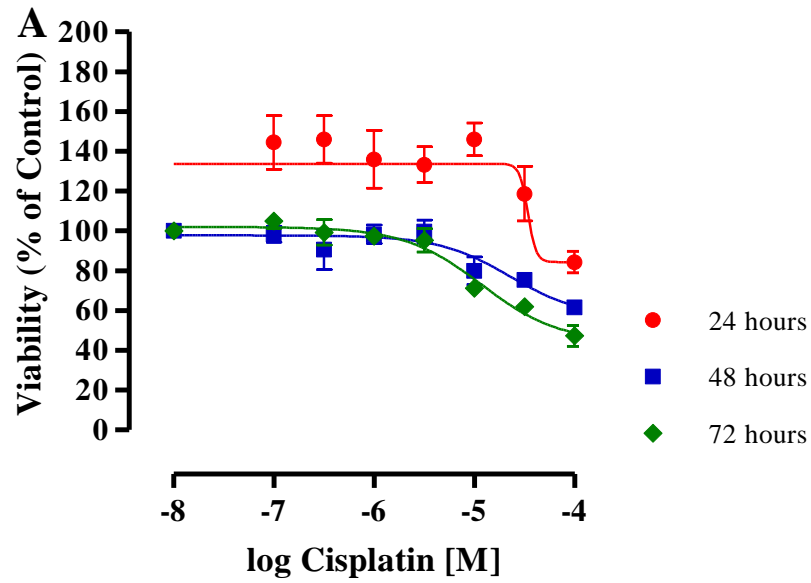 A
Viability (% of Control)
200
180
160
140
120
100
80
60
40
20
0
-8 -7 -6 -5 -4
log Cisplatin [M]
24 hours
48 hours
72 hours